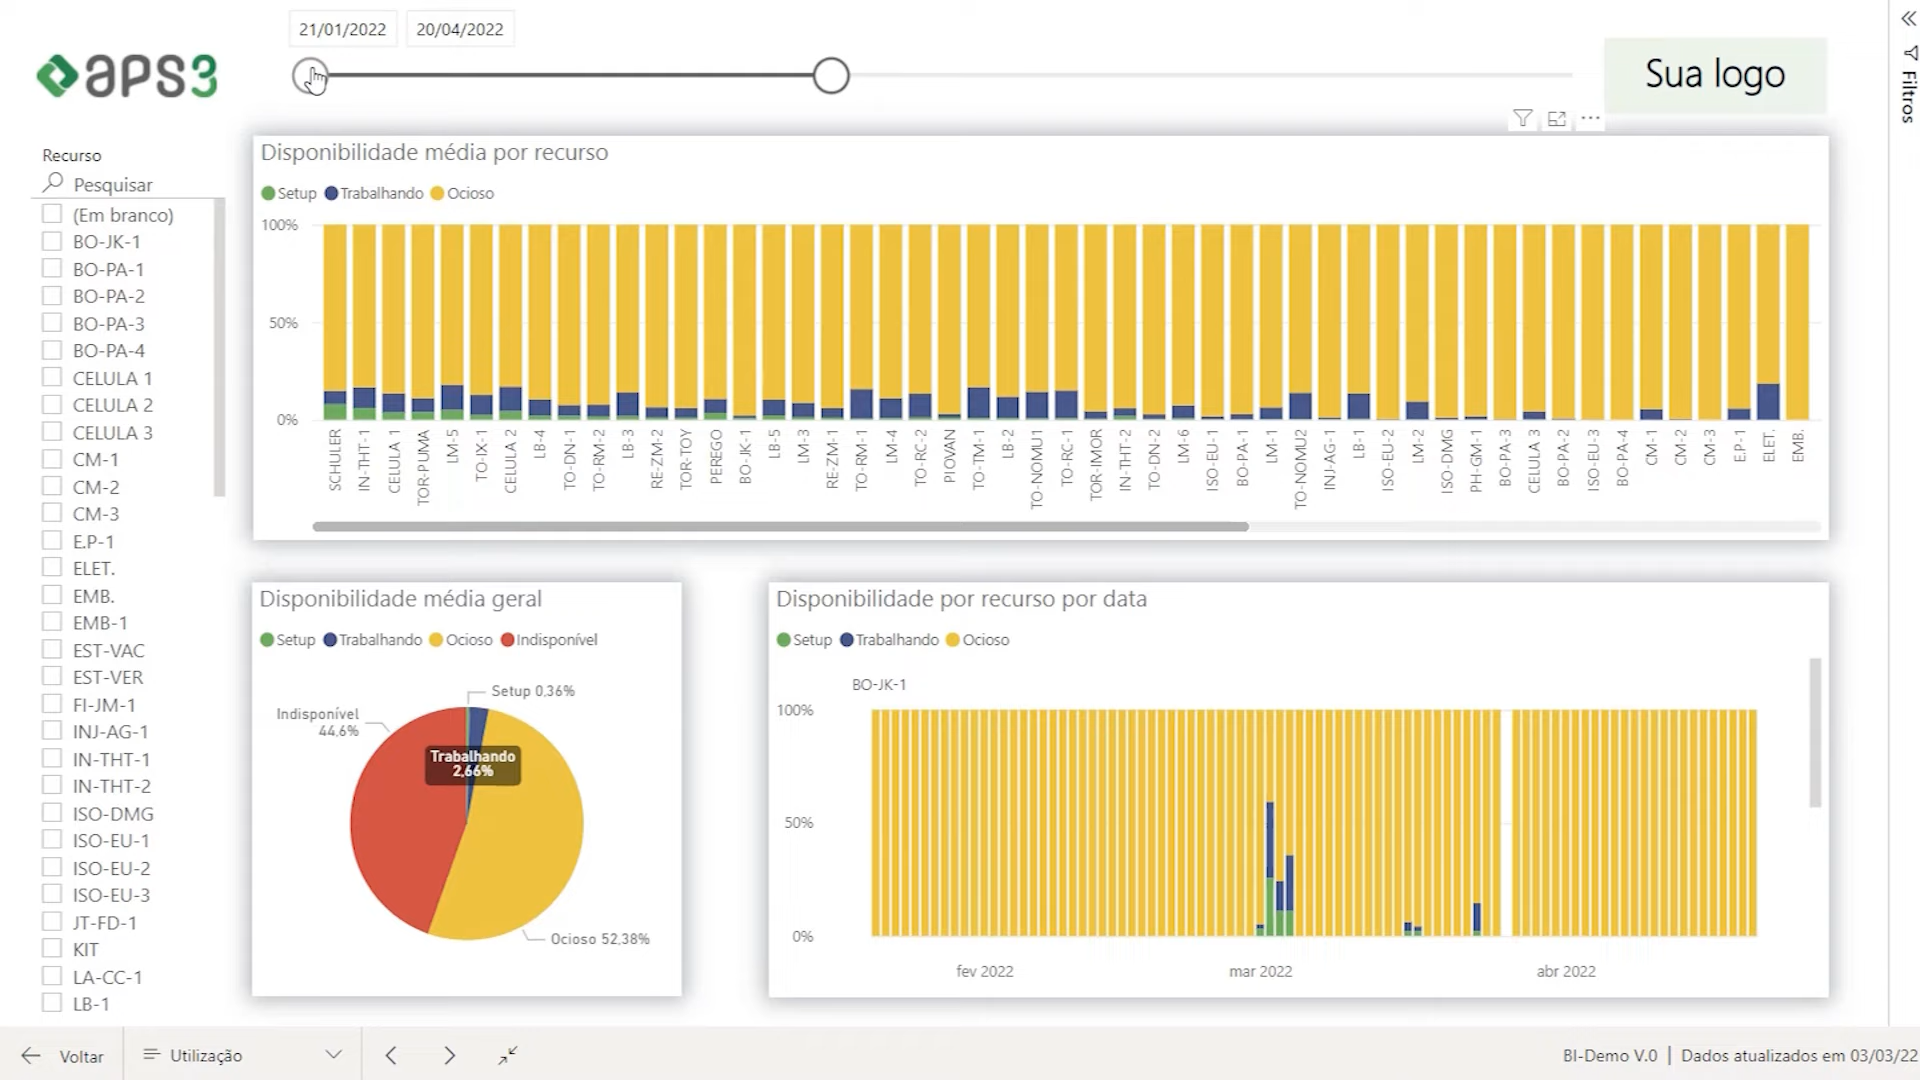 21/01/2022
20/04/2022
aps3
Sua logo
Filtros
Recurso
Pesquisar
(Em branco)
BO-JK-1
BO-PA-1
BO-PA-2
BO-PA-3
BO-PA-4
CELULA 1
CELULA 2
CELULA 3
CM-1
CM-2
CM-3
E.P-1
ELET.
EMB.
EMB-1
EST-VAC
EST-VER
FI-JM-1
INJ-AG-1
IN-THT-1
IN-THT-2
ISO-DMG
ISO-EU-1
ISO-EU-2
ISO-EU-3
JT-FD-1
KIT
LA-CC-1
LB-1
Disponibilidade média por recurso
Setup Trabalhando Ocioso
100%
50%
0%
SCHULER
IN-THT-1
CELULA 1
TOR-PUMA
LM-5
TO-IX-1
CELULA 2
LB-4
TO-DN-1
TO-RM-2
LB-3
RE-ZM-2
TOR-TOY
PEREGO
BO-JK-1
LB-5
LM-3
RE-ZM-1
TO-RM-1
LM-4
TO-RC-2
PIOVAN
TO-TM-1
LB-2
TO-NOMU1
TO-RC-1
TOR-IMOR
IN-THT-2
TO-DN-2
LM-6
ISO-EU-1
BO-PA-1
LM-1
TO-NOMU2
INJ-AG-1
LB-1
ISO-EU-2
LM-2
ISO-DMG
PH-GM-1
BO-PA-3
CELULA 3
BO-PA-2
ISO-EU-3
BO-PA-4
CM-1
CM-2
CM-3
E.P-1
ELET.
EMB.
Disponibilidade média geral
Setup Trabalhando Ocioso Indisponível
Setup 0,36%
Indisponível
44,6%
Trabalhando
2,66%
Ocioso 52,38%
Disponibilidade por recurso por data
Setup Trabalhando Ocioso
BO-JK-1
100%
50%
0%
fev 2022
mar 2022
abr 2022
Voltar
Utilização
BI-Demo V.0 | Dados atualizados em 03/03/22